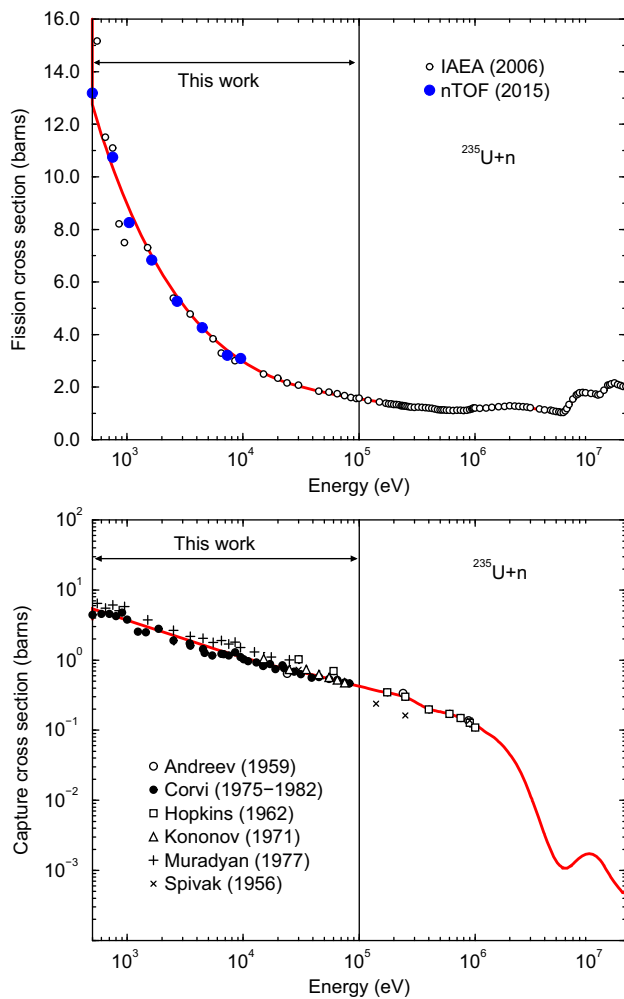 16.0
14.0
12.0
10.0
8.0
6.0
4.0
2.0
0.0
Fission cross section (barns)
This work
IAEA (2006)
nTOF (2015)
²³⁵U+n
10³ 10⁴ 10⁵ 10⁶ 10⁷
Energy (eV)
10²
10¹
10⁰
10⁻¹
10⁻²
10⁻³
Capture cross section (barns)
This work
²³⁵U+n
Andreev (1959)
Corvi (1975−1982)
Hopkins (1962)
Kononov (1971)
Muradyan (1977)
Spivak (1956)
10³ 10⁴ 10⁵ 10⁶ 10⁷
Energy (eV)